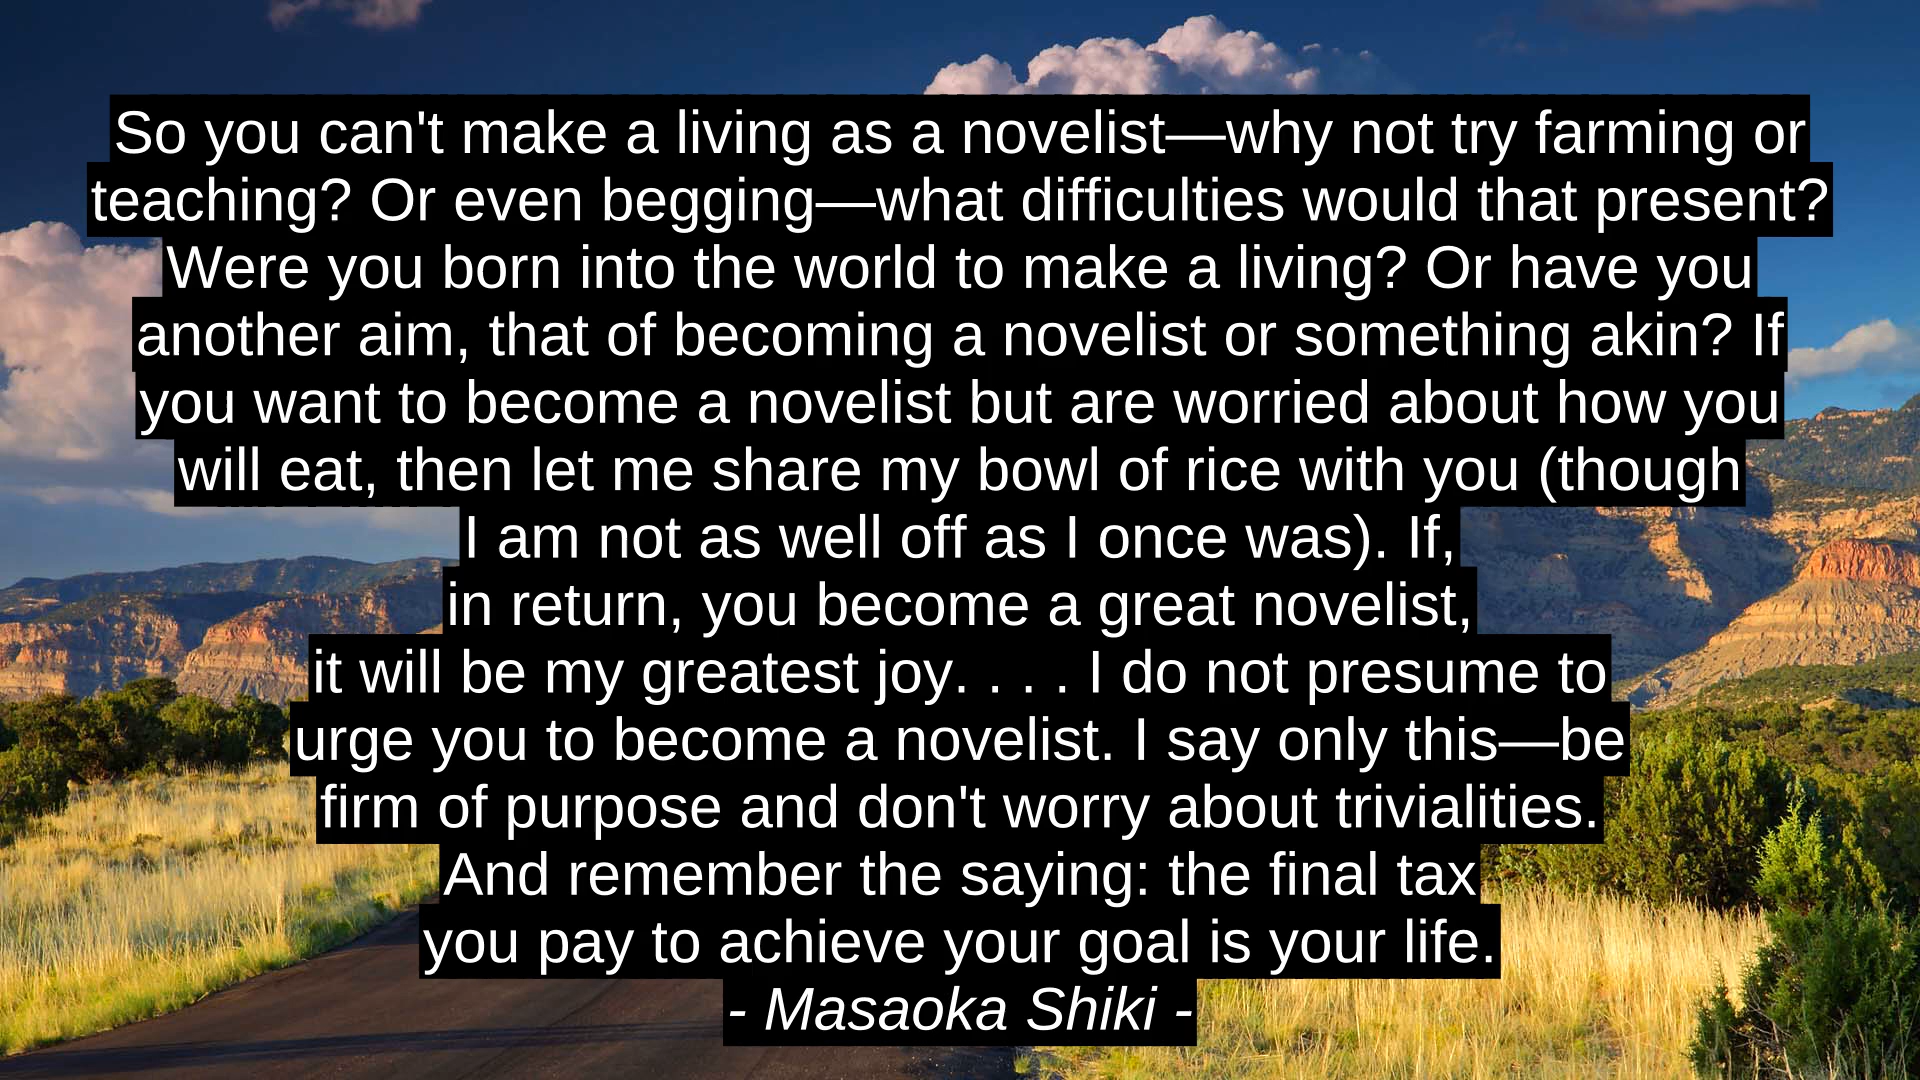 So you can't make a living as a novelist—why not try farming or
teaching? Or even begging—what difficulties would that present?
Were you born into the world to make a living? Or have you
another aim, that of becoming a novelist or something akin? If
you want to become a novelist but are worried about how you
will eat, then let me share my bowl of rice with you (though
I am not as well off as I once was). If,
in return, you become a great novelist,
it will be my greatest joy. . . . I do not presume to
urge you to become a novelist. I say only this—be
firm of purpose and don't worry about trivialities.
And remember the saying: the final tax
you pay to achieve your goal is your life.
- Masaoka Shiki -